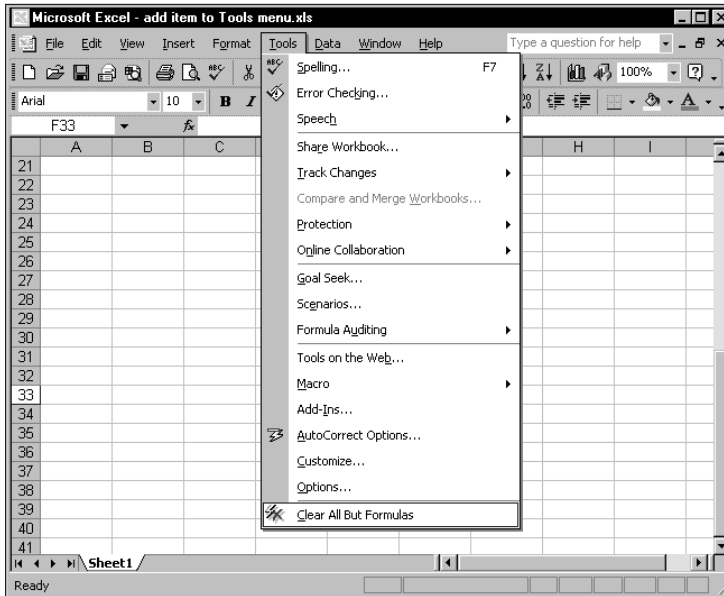 Microsoft Excel - add item to Tools menu.xls
File Edit View Insert Format Tools Data Window Help Type a question for help
100%
Arial 10 B I A
F33 fx
A B C H I
21
22
23
24
25
26
27
28
29
30
31
32
33
34
35
36
37
38
39
40
41
Spelling... F7
Error Checking...
Speech
Share Workbook...
Track Changes
Compare and Merge Workbooks...
Protection
Online Collaboration
Goal Seek...
Scenarios...
Formula Auditing
Tools on the Web...
Macro
Add-Ins...
AutoCorrect Options...
Customize...
Options...
Clear All But Formulas
Sheet1
Ready